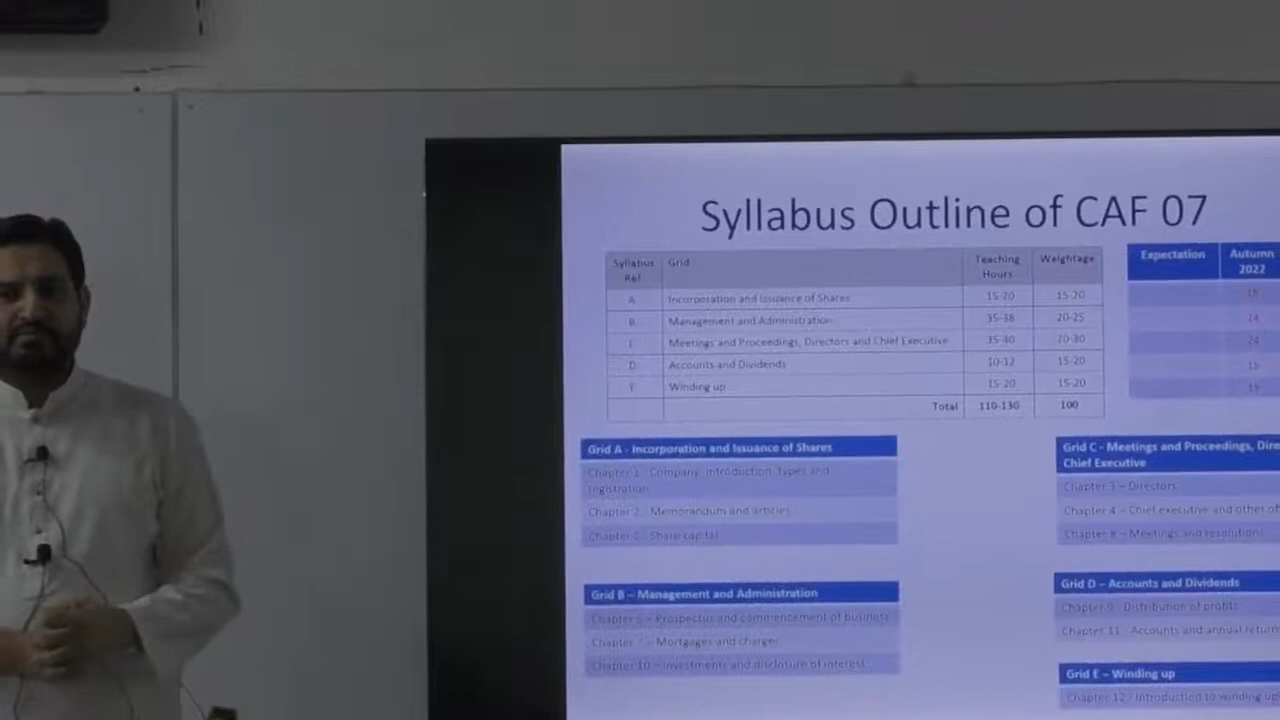 Syllabus Outline of CAF 07
Syllabus Ref Grid Teaching Hours Weightage
A Incorporation and Issuance of Shares 15-20 15-20
B Management and Administration 35-38 20-25
Meetings and Proceedings, Directors and Chief Executive 35-40 20-30
D Accounts and Dividends 10-12 15-20
Winding up 15-20 15-20
Total 110-130 100
Expectation Autumn 2022
24
24
Grid A - Incorporation and Issuance of Shares
Chapter 1 - Company, introduction, types and
registration
Chapter 2 - Memorandum and articles
Share capital
Grid B – Management and Administration
Prospectus and commencement of business
Chapter 7 – Mortgages and charges
Chapter 10 – Investments and disclosure of interest
Grid C - Meetings and Proceedings, Dire
Chief Executive
Chapter 3 – Directors
Chapter 4 – Chief executive and other of
Chapter 8 – Meetings and resolutions
Grid D – Accounts and Dividends
Chapter 9 - Distribution of profits
Chapter 11 - Accounts and annual return
Grid E – Winding up
Chapter 12 - Introduction to winding up